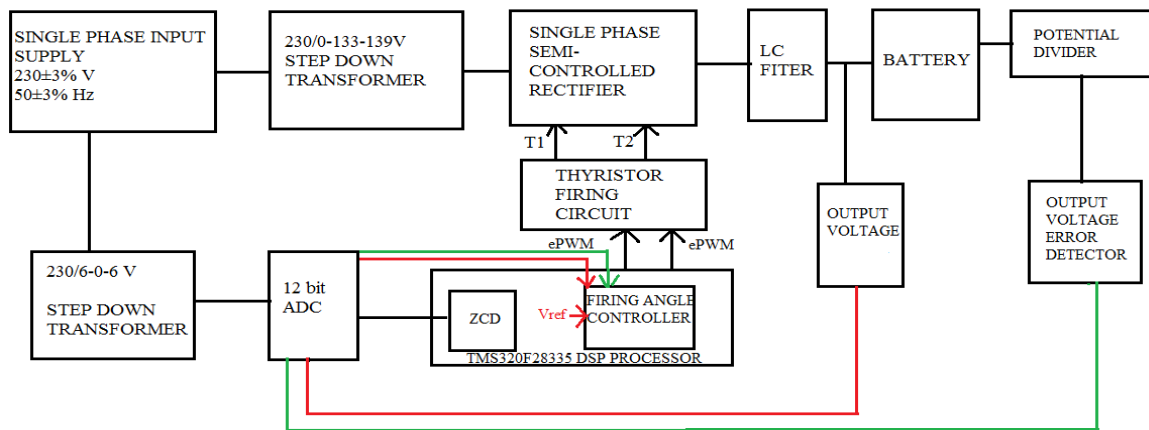 SINGLE PHASE INPUT
SUPPLY
230±3% V
50±3% Hz
230/0-133-139V
STEP DOWN
TRANSFORMER
SINGLE PHASE
SEMI-
CONTROLLED
RECTIFIER
LC
FITER
BATTERY
POTENTIAL
DIVIDER
T1
T2
THYRISTOR
FIRING
CIRCUIT
OUTPUT
VOLTAGE
OUTPUT
VOLTAGE
ERROR
DETECTOR
ePWM
ePWM
230/6-0-6 V
STEP DOWN
TRANSFORMER
12 bit
ADC
ZCD
Vref
FIRING ANGLE
CONTROLLER
TMS320F28335 DSP PROCESSOR